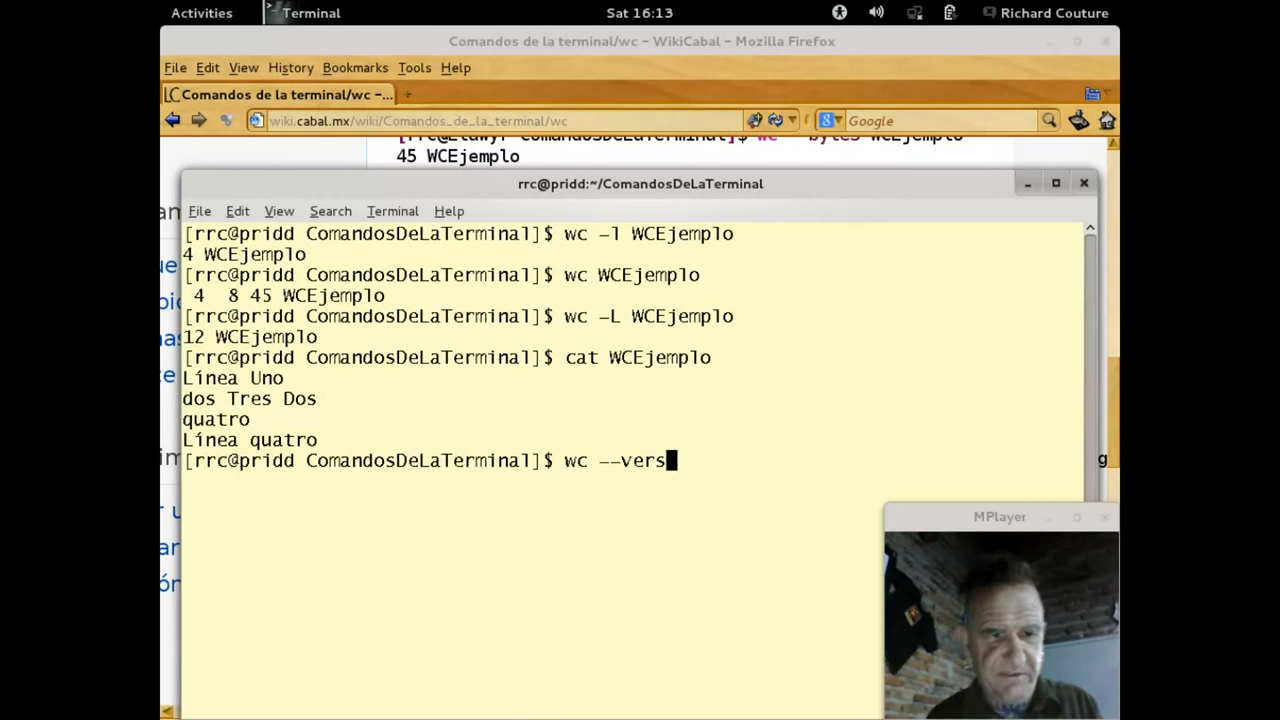 Activities Terminal Sat 16:13 Richard Couture
Comandos de la terminal/wc – WikiCabal – Mozilla Firefox
File Edit View History Bookmarks Tools Help
Comandos de la terminal/wc –...
wiki.cabal.mx/wiki/Comandos_de_la_terminal/wc Google
45 WCEjemplo
rrc@pridd:~/ComandosDeLaTerminal
File Edit View Search Terminal Help
[rrc@pridd ComandosDeLaTerminal]$ wc -l WCEjemplo
4 WCEjemplo
[rrc@pridd ComandosDeLaTerminal]$ wc WCEjemplo
4 8 45 WCEjemplo
[rrc@pridd ComandosDeLaTerminal]$ wc -L WCEjemplo
12 WCEjemplo
[rrc@pridd ComandosDeLaTerminal]$ cat WCEjemplo
Línea Uno
dos Tres Dos
quatro
Línea quatro
[rrc@pridd ComandosDeLaTerminal]$ wc --vers
MPlayer